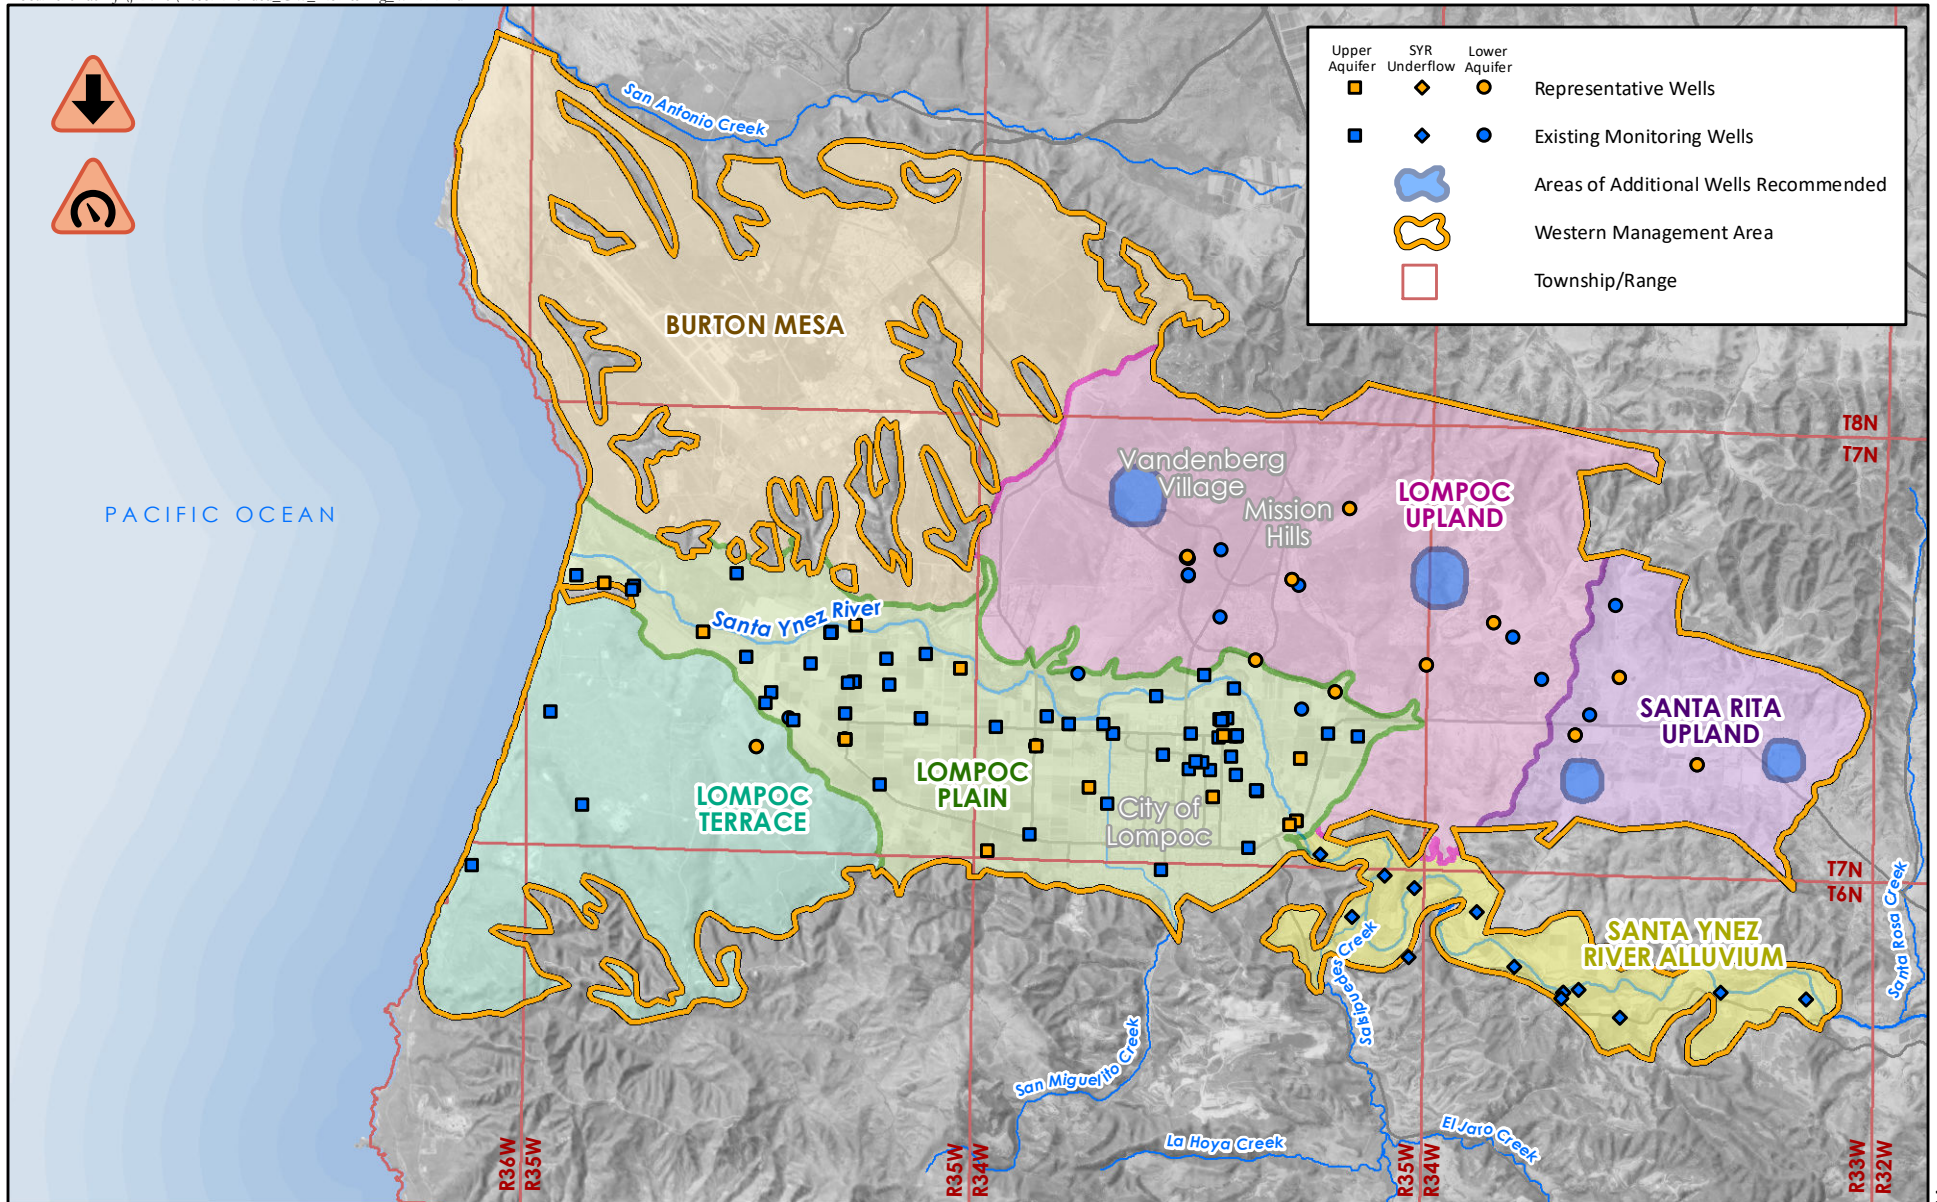 Upper
Aquifer
SYR
Underflow
Lower
Aquifer
Representative Wells
Existing Monitoring Wells
Areas of Additional Wells Recommended
Western Management Area
Township/Range
San Antonio Creek
BURTON MESA
T8N
T7N
Vandenberg
Village
Mission
Hills
LOMPOC
UPLAND
PACIFIC OCEAN
Santa Ynez River
SANTA RITA
UPLAND
LOMPOC
PLAIN
LOMPOC
TERRACE
City of
Lompoc
T7N
T6N
Santa Rosa Creek
SANTA YNEZ
RIVER ALLUVIUM
Salsipuedes Creek
San Miguelito Creek
La Hoya Creek
El Jaro Creek
R36W
R35W
R35W
R34W
R35W
R34W
R33W
R32W